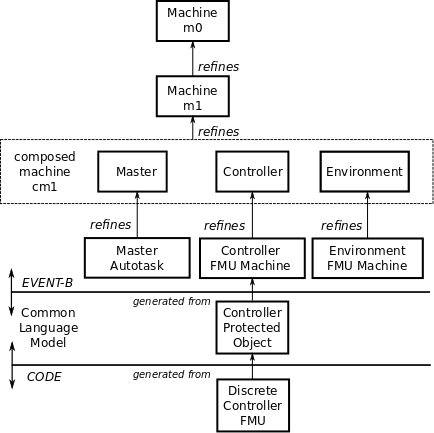 Machine
m0
refines
Machine
m1
refines
composed
machine
cm1
Master
Controller
Environment
refines
refines
refines
Master
Autotask
Controller
FMU Machine
Environment
FMU Machine
EVENT-B
generated from
Common
Language
Model
Controller
Protected
Object
CODE
generated from
Discrete
Controller
FMU